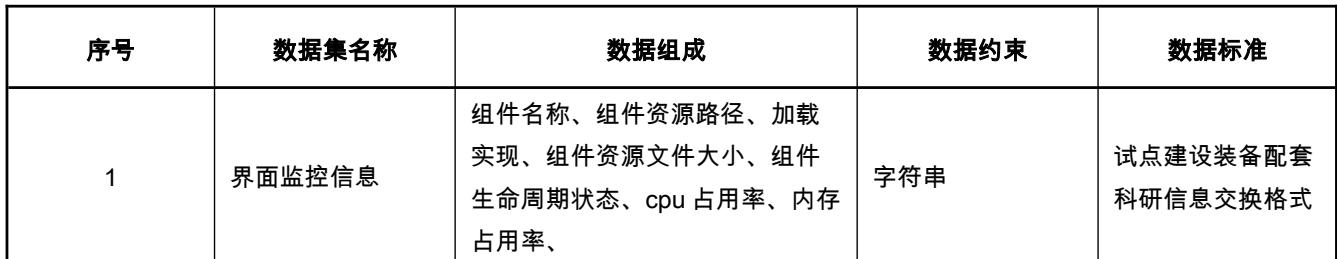 序号 数据集名称 数据组成 数据约束 数据标准
组件名称、组件资源路径、加载
实现、组件资源文件大小、组件
生命周期状态、cpu 占用率、内存
占用率、
1
界面监控信息
字符串
试点建设装备配套
科研信息交换格式